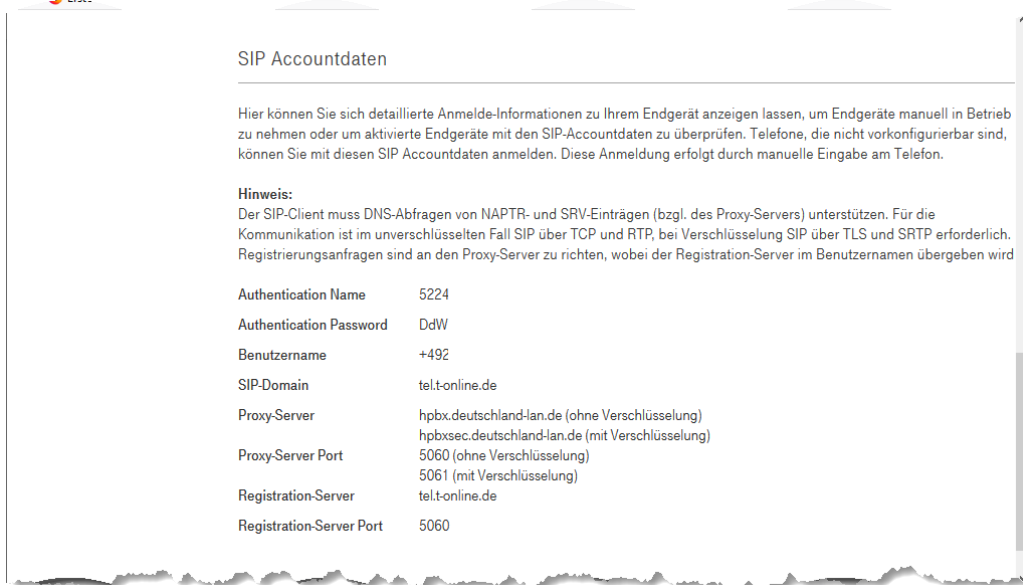 SIP Accountdaten
Hier können Sie sich detaillierte Anmelde-Informationen zu Ihrem Endgerät anzeigen lassen, um Endgeräte manuell in Betrieb
zu nehmen oder um aktivierte Endgeräte mit den SIP-Accountdaten zu überprüfen. Telefone, die nicht vorkonfigurierbar sind,
können Sie mit diesen SIP Accountdaten anmelden. Diese Anmeldung erfolgt durch manuelle Eingabe am Telefon.
Hinweis:
Der SIP-Client muss DNS-Abfragen von NAPTR- und SRV-Einträgen (bzgl. des Proxy-Servers) unterstützen. Für die
Kommunikation ist im unverschlüsselten Fall SIP über TCP und RTP, bei Verschlüsselung SIP über TLS und SRTP erforderlich.
Registrierungsanfragen sind an den Proxy-Server zu richten, wobei der Registration-Server im Benutzernamen übergeben wird
Authentication Name 5224
Authentication Password DdW
Benutzername +492
SIP-Domain tel.t-online.de
Proxy-Server hpbx.deutschland-lan.de (ohne Verschlüsselung)
hpbxsec.deutschland-lan.de (mit Verschlüsselung)
Proxy-Server Port 5060 (ohne Verschlüsselung)
5061 (mit Verschlüsselung)
Registration-Server tel.t-online.de
Registration-Server Port 5060